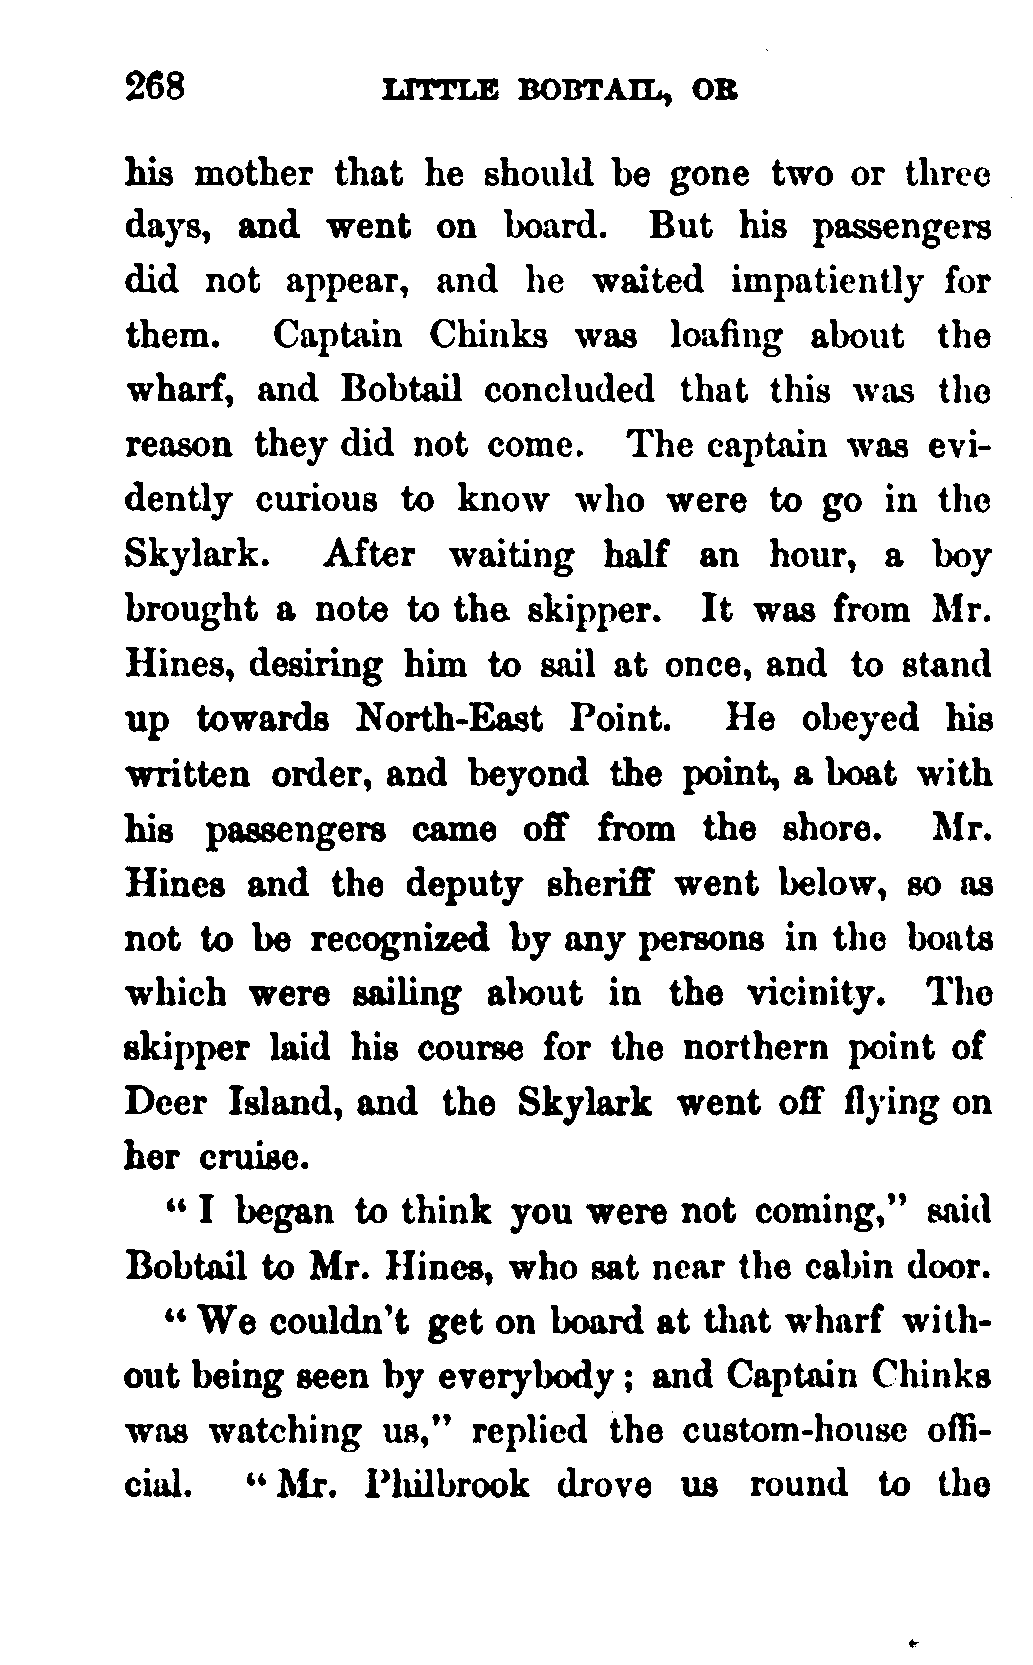 268 LITTLE BOBTAIL, OR
his mother that he should be gone two or three
days, and went on board. But his passengers
did not appear, and he waited impatiently for
them. Captain Chinks was loafing about the
wharf, and Bobtail concluded that this was the
reason they did not come. The captain was evi-
dently curious to know who were to go in the
Skylark. After waiting half an hour, a boy
brought a note to the skipper. It was from Mr.
Hines, desiring him to sail at once, and to stand
up towards North-East Point. He obeyed his
written order, and beyond the point, a boat with
his passengers came off from the shore. Mr.
Hines and the deputy sheriff went below, so as
not to be recognized by any persons in the boats
which were sailing about in the vicinity. The
skipper laid his course for the northern point of
Deer Island, and the Skylark went off flying on
her cruise.
“ I began to think you were not coming,” said
Bobtail to Mr. Hines, who sat near the cabin door.
“ We couldn't get on board at that wharf with-
out being seen by everybody ; and Captain Chinks
was watching us,” replied the custom-house offi-
cial. “ Mr. Philbrook drove us round to the